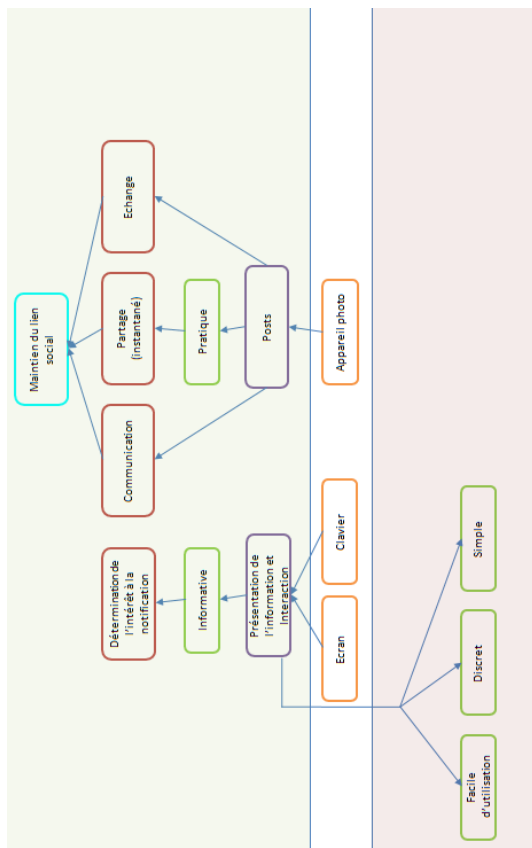 Maintien du lien
social
Communication
Partage
(instantané)
Echange
Détermination de
l'intérêt à la
notification
Informative
Pratique
Présentation de
l'information et
Interaction
Posts
Ecran
Clavier
Appareil photo
Facile
d'utilisation
Discret
Simple